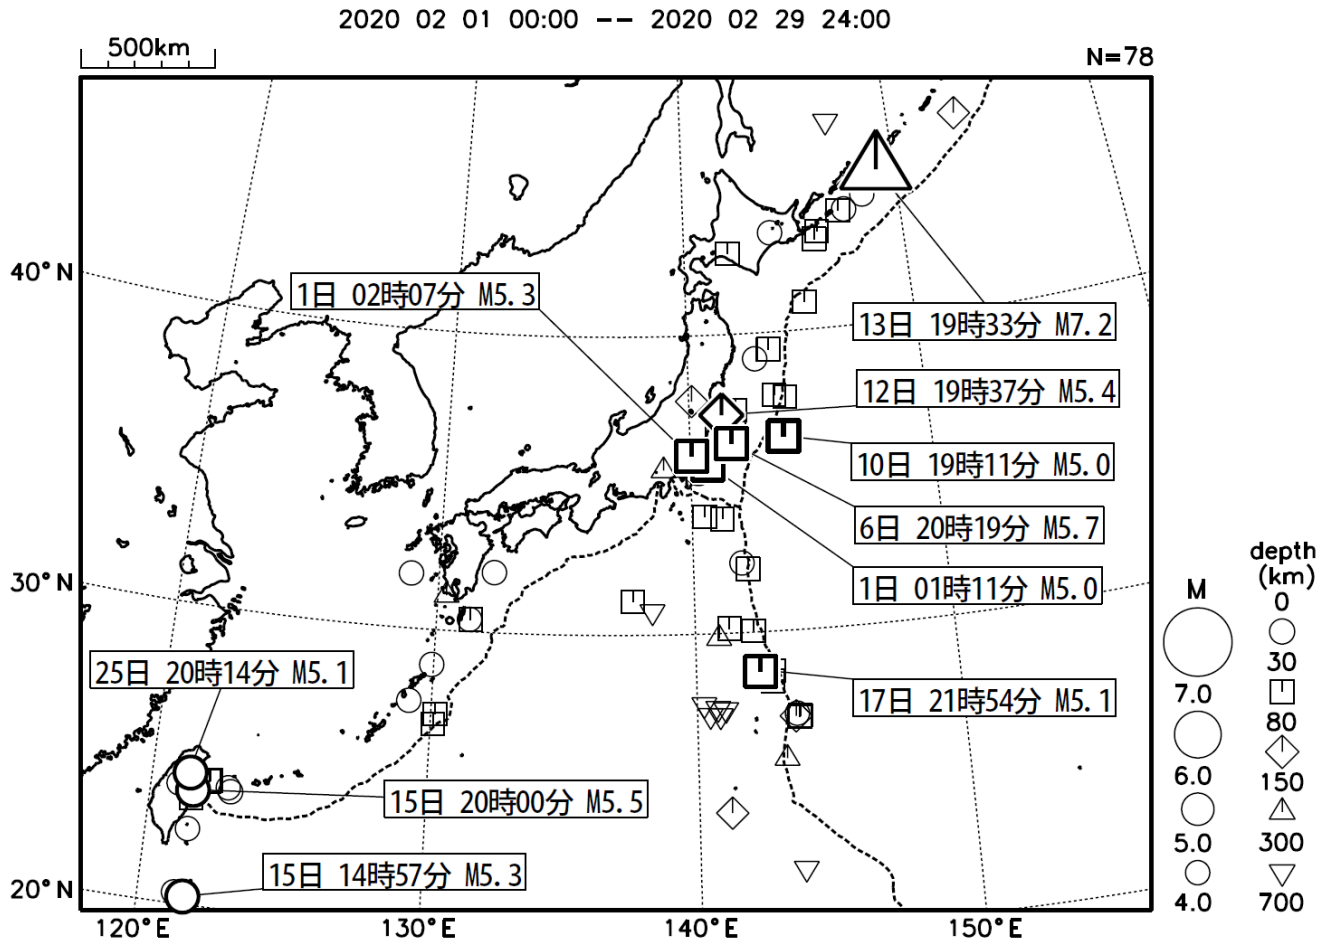 2020 02 01 00:00 -- 2020 02 29 24:00
500km
N=78
40°N
30°N
20°N
120°E
130°E
140°E
150°E
1日 02時07分 M5.3
13日 19時33分 M7.2
12日 19時37分 M5.4
10日 19時11分 M5.0
6日 20時19分 M5.7
1日 01時11分 M5.0
25日 20時14分 M5.1
17日 21時54分 M5.1
15日 20時00分 M5.5
15日 14時57分 M5.3
M
7.0
6.0
5.0
4.0
depth
(km)
0
30
80
150
300
700